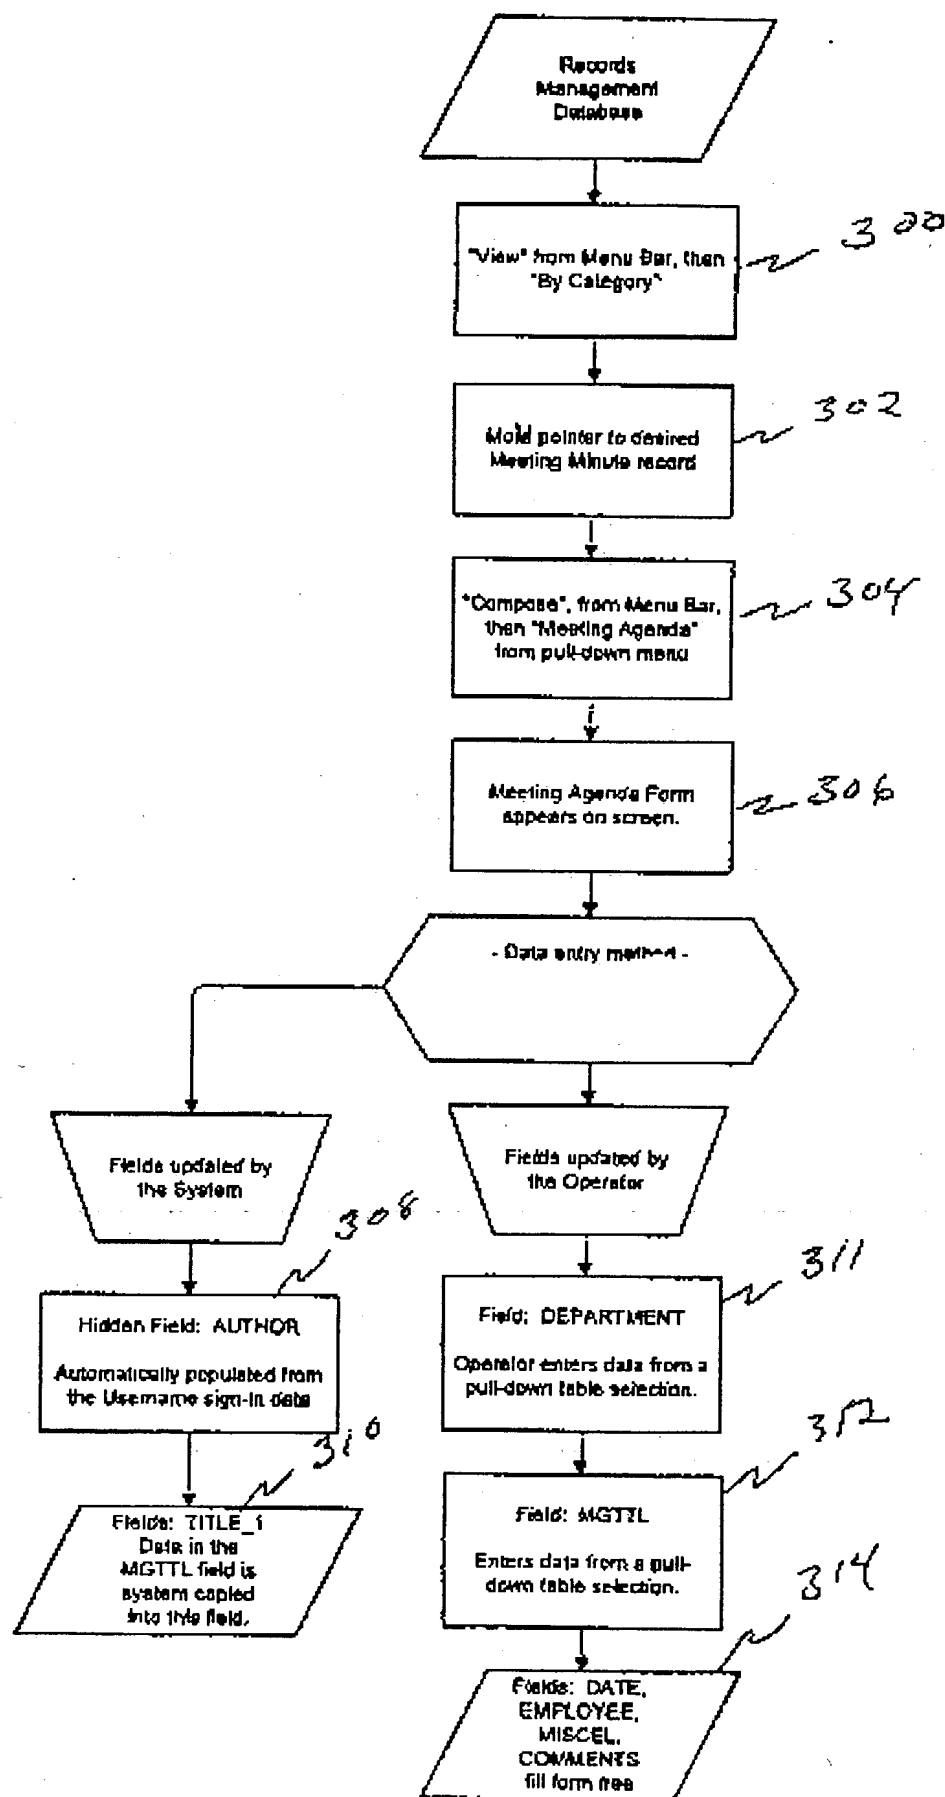 Records
Management
Database
"View" from Menu Bar, then
"By Category"
300
pointer to desired
Meeting Minute record
302
"Compose", from Menu Bar,
then "Meeting Agenda"
from pull-down menu
304
Meeting Agenda Form
appears on screen.
306
- Data entry method -
Fields updated by
the System
Fields updated by
the Operator
308
Hidden Field: AUTHOR
Automatically populated from
the Username sign-in data
311
Field: DEPARTMENT
Operator enters data from a
pull-down table selection.
310
Fields: TITLE_1
Data in the
MGTTL field is
system copied
into this field.
312
Field: MGTTL
Enters data from a pull-
down table selection.
314
Fields: DATE,
EMPLOYEE,
MISCEL,
COMMENTS
fill form free